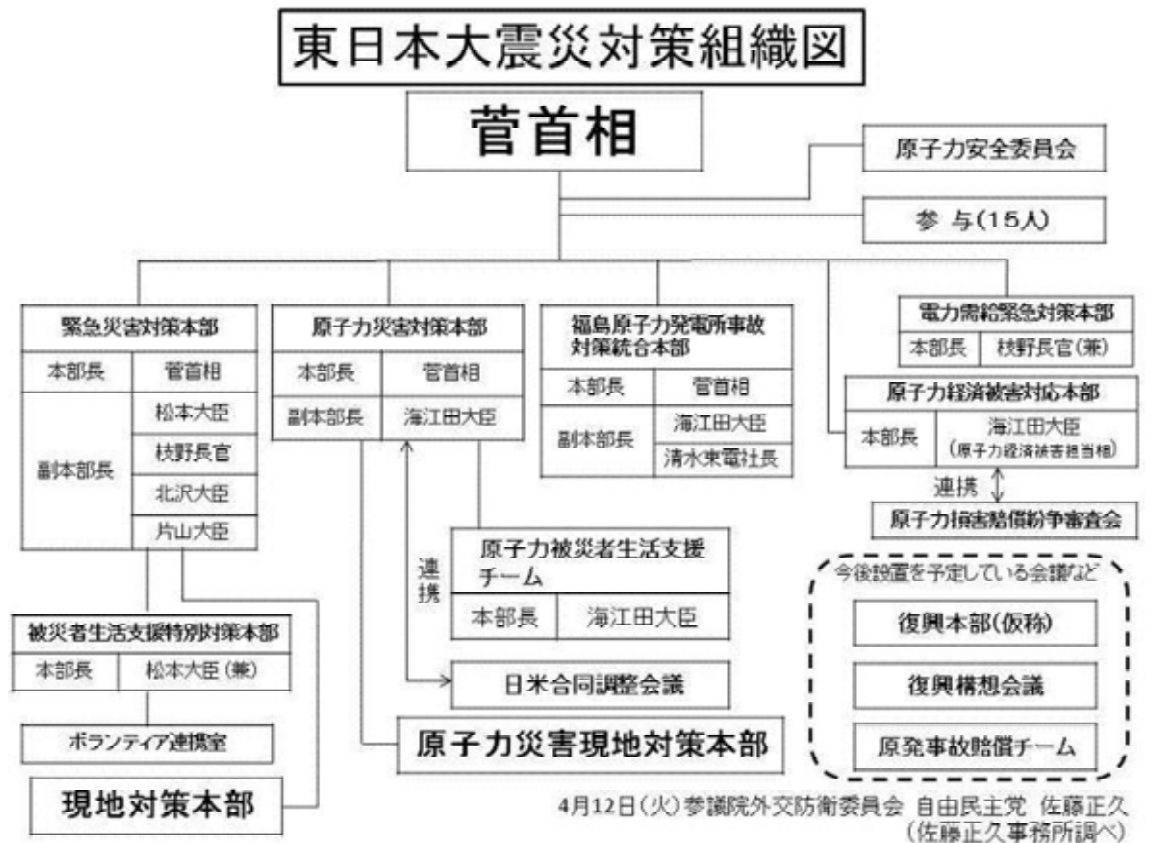 東日本大震災対策組織図
菅首相
原子力安全委員会
参 与(15人)
緊急災害対策本部
本部長 菅首相
副本部長
松本大臣
枝野長官
北沢大臣
片山大臣
原子力災害対策本部
本部長 菅首相
副本部長 海江田大臣
福島原子力発電所事故
対策統合本部
本部長 菅首相
副本部長
海江田大臣
清水東電社長
電力需給緊急対策本部
本部長 枝野長官(兼)
原子力経済被害対応本部
本部長
海江田大臣
(原子力経済被害担当相)
連携
原子力損害賠償紛争審査会
連携
原子力被災者生活支援
チーム
本部長 海江田大臣
日米合同調整会議
原子力災害現地対策本部
被災者生活支援特別対策本部
本部長 松本大臣(兼)
ボランティア連携室
現地対策本部
今後設置を予定している会議など
復興本部(仮称)
復興構想会議
原発事故賠償チーム
4月12日(火)参議院外交防衛委員会 自由民主党 佐藤正久
(佐藤正久事務所調べ)